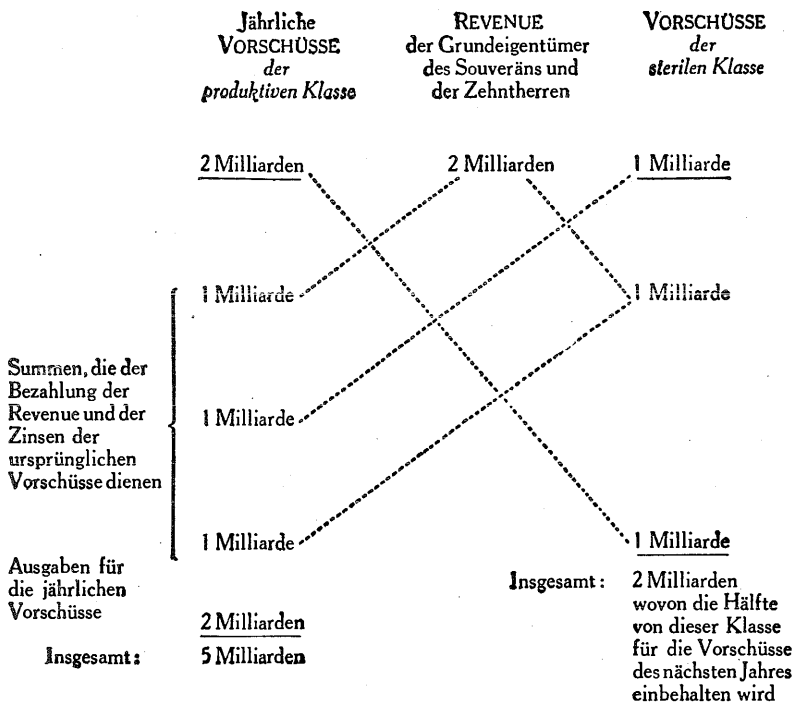 Jährliche
VORSCHÜSSE
der
produktiven Klasse
REVENUE
der Grundeigentümer
des Souveräns und
der Zehntherren
VORSCHÜSSE
der
sterilen Klasse
2 Milliarden
2 Milliarden
1 Milliarde
1 Milliarde
1 Milliarde
Summen, die der
Bezahlung der
Revenue und der
Zinsen der
ursprünglichen
Vorschüsse dienen
1 Milliarde
1 Milliarde
1 Milliarde
Ausgaben für
die jährlichen
Vorschüsse
2 Milliarden
Insgesamt:
5 Milliarden
Insgesamt:
2 Milliarden
wovon die Hälfte
von dieser Klasse
für die Vorschüsse
des nächsten Jahres
einbehalten wird